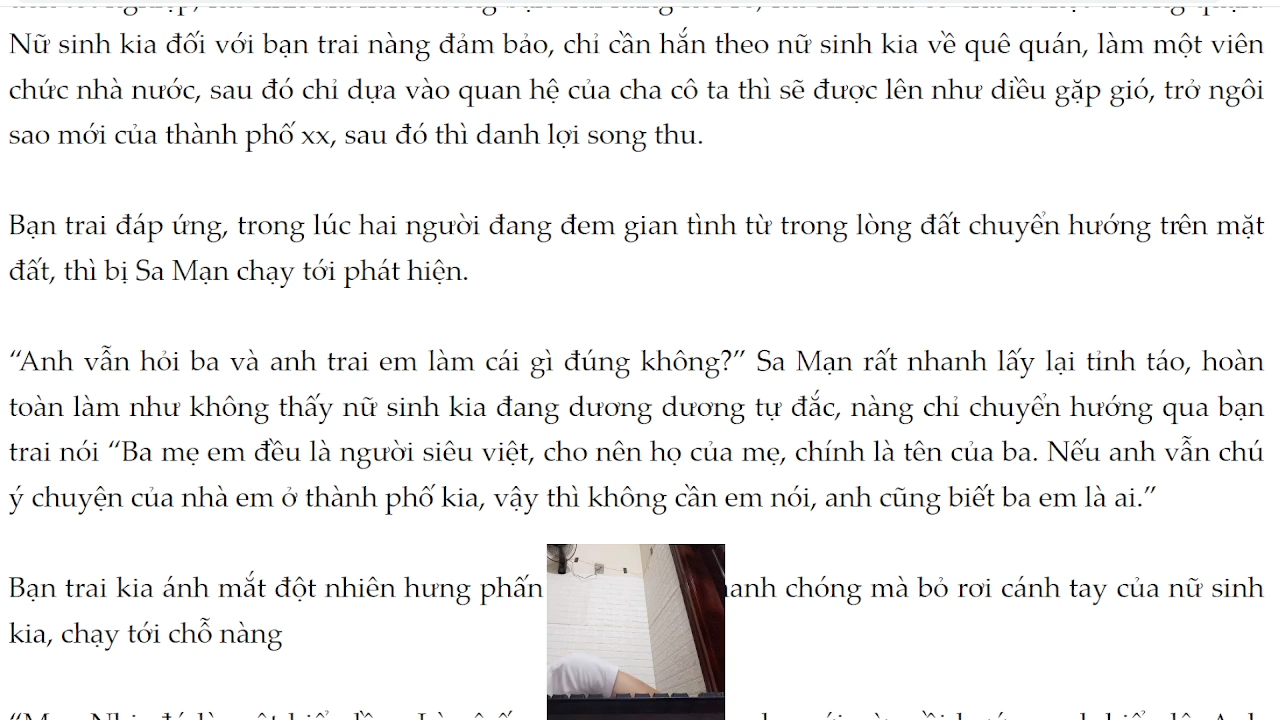 Nữ sinh kia đối với bạn trai nàng đảm bảo, chỉ cần hắn theo nữ sinh kia về quê quán, làm một viên
chức nhà nước, sau đó chỉ dựa vào quan hệ của cha cô ta thì sẽ được lên như diều gặp gió, trở ngôi
sao mới của thành phố xx, sau đó thì danh lợi song thu.
Bạn trai đáp ứng, trong lúc hai người đang đem gian tình từ trong lòng đất chuyển hướng trên mặt
đất, thì bị Sa Mạn chạy tới phát hiện.
“Anh vẫn hỏi ba và anh trai em làm cái gì đúng không?” Sa Mạn rất nhanh lấy lại tỉnh táo, hoàn
toàn làm như không thấy nữ sinh kia đang dương dương tự đắc, nàng chỉ chuyển hướng qua bạn
trai nói “Ba mẹ em đều là người siêu việt, cho nên họ của mẹ, chính là tên của ba. Nếu anh vẫn chú
ý chuyện của nhà em ở thành phố kia, vậy thì không cần em nói, anh cũng biết ba em là ai.”
Bạn trai kia ánh mắt đột nhiên hưng phấn chóng mà bỏ rơi cánh tay của nữ sinh
kia, chạy tới chỗ nàng